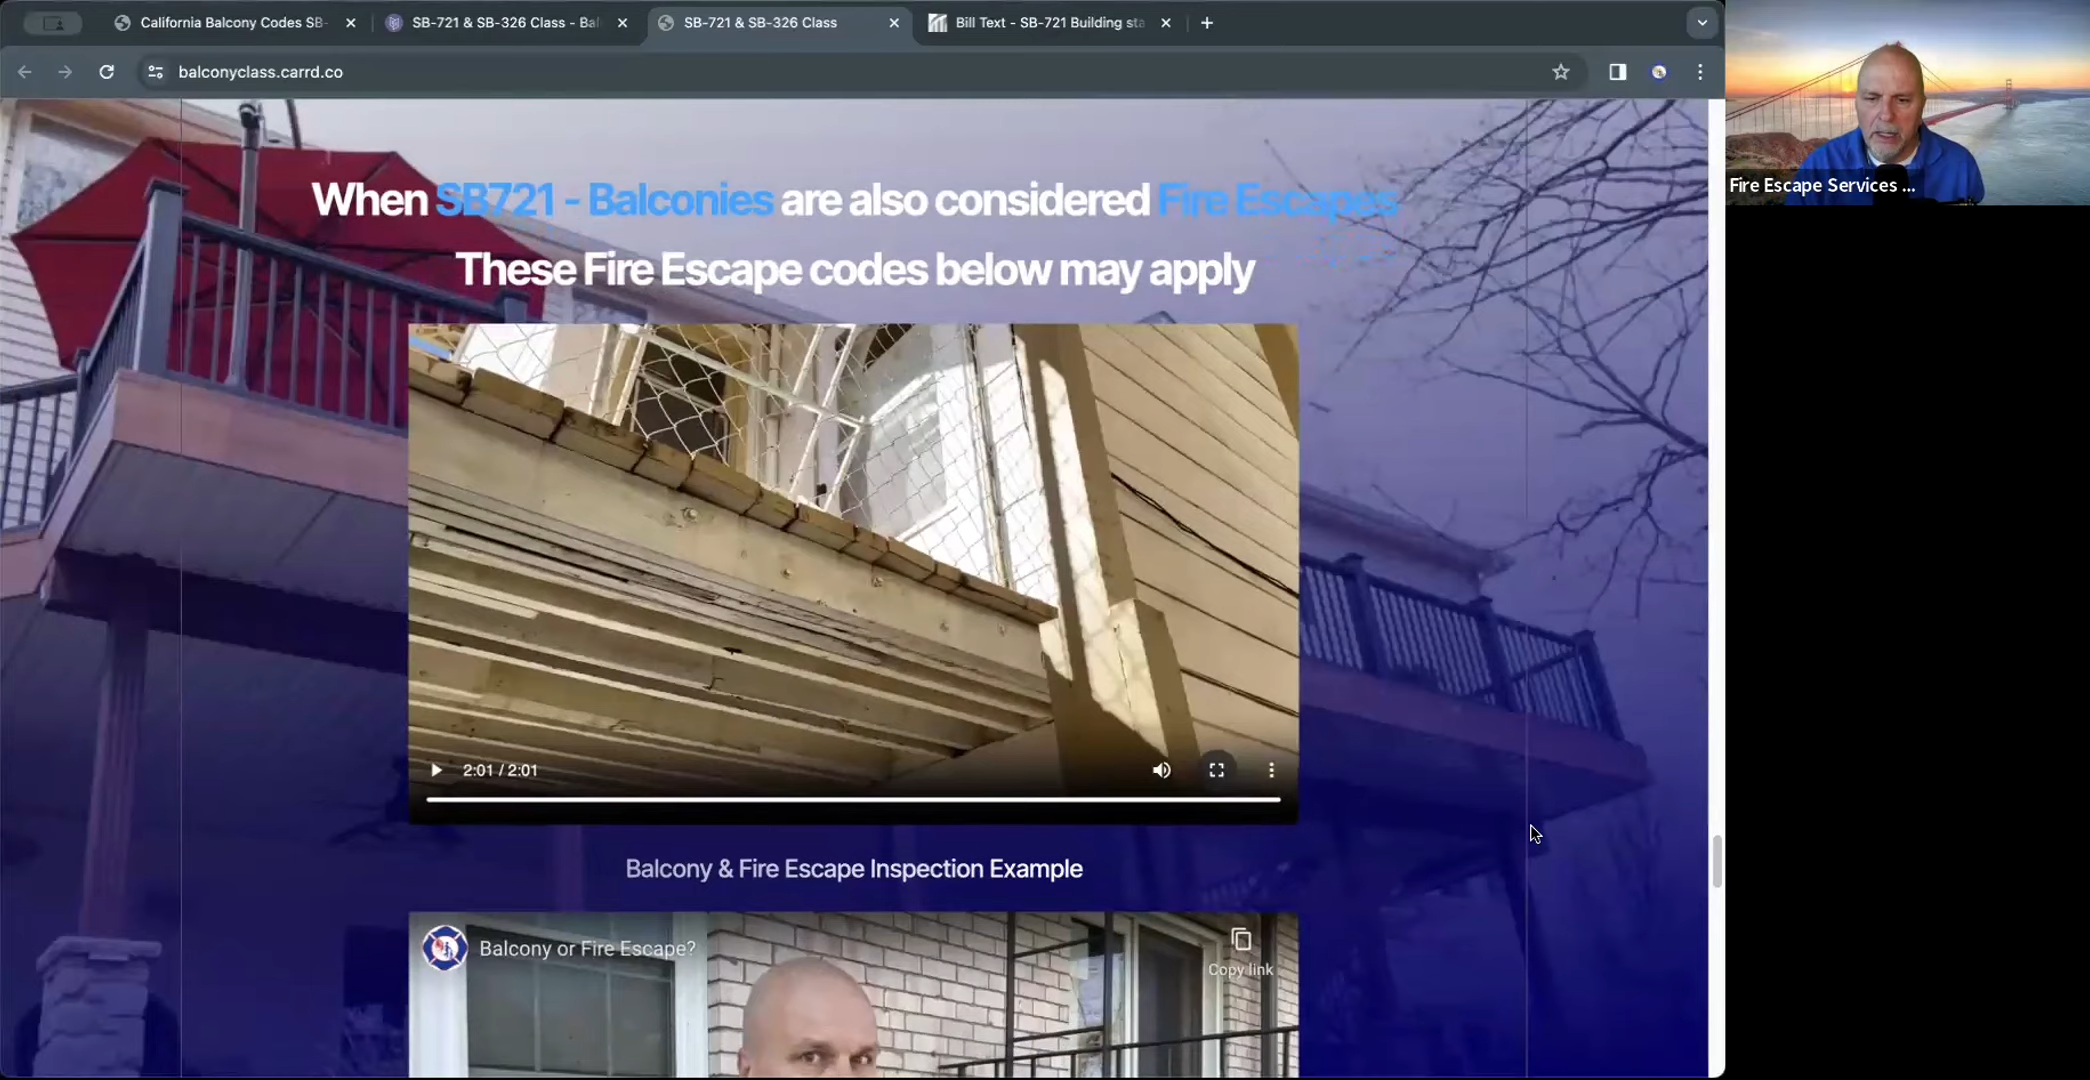 California Balcony Codes SB-
SB-721 & SB-326 Class - Bal
SB-721 & SB-326 Class
Bill Text - SB-721 Building sta
balconyclass.carrd.co
Fire Escape Services ...
When SB721 - Balconies are also considered Fire Escapes
These Fire Escape codes below may apply
2:01 / 2:01
Balcony & Fire Escape Inspection Example
Balcony or Fire Escape?
Copy link